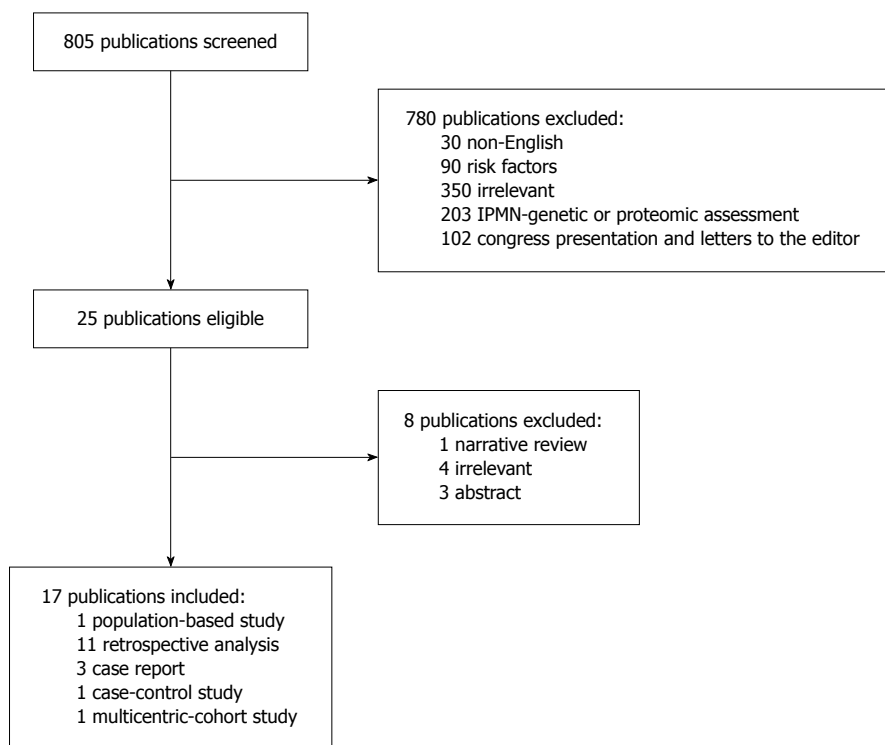 805 publications screened
780 publications excluded:
30 non-English
90 risk factors
350 irrelevant
203 IPMN-genetic or proteomic assessment
102 congress presentation and letters to the editor
25 publications eligible
8 publications excluded:
1 narrative review
4 irrelevant
3 abstract
17 publications included:
1 population-based study
11 retrospective analysis
3 case report
1 case-control study
1 multicentric-cohort study